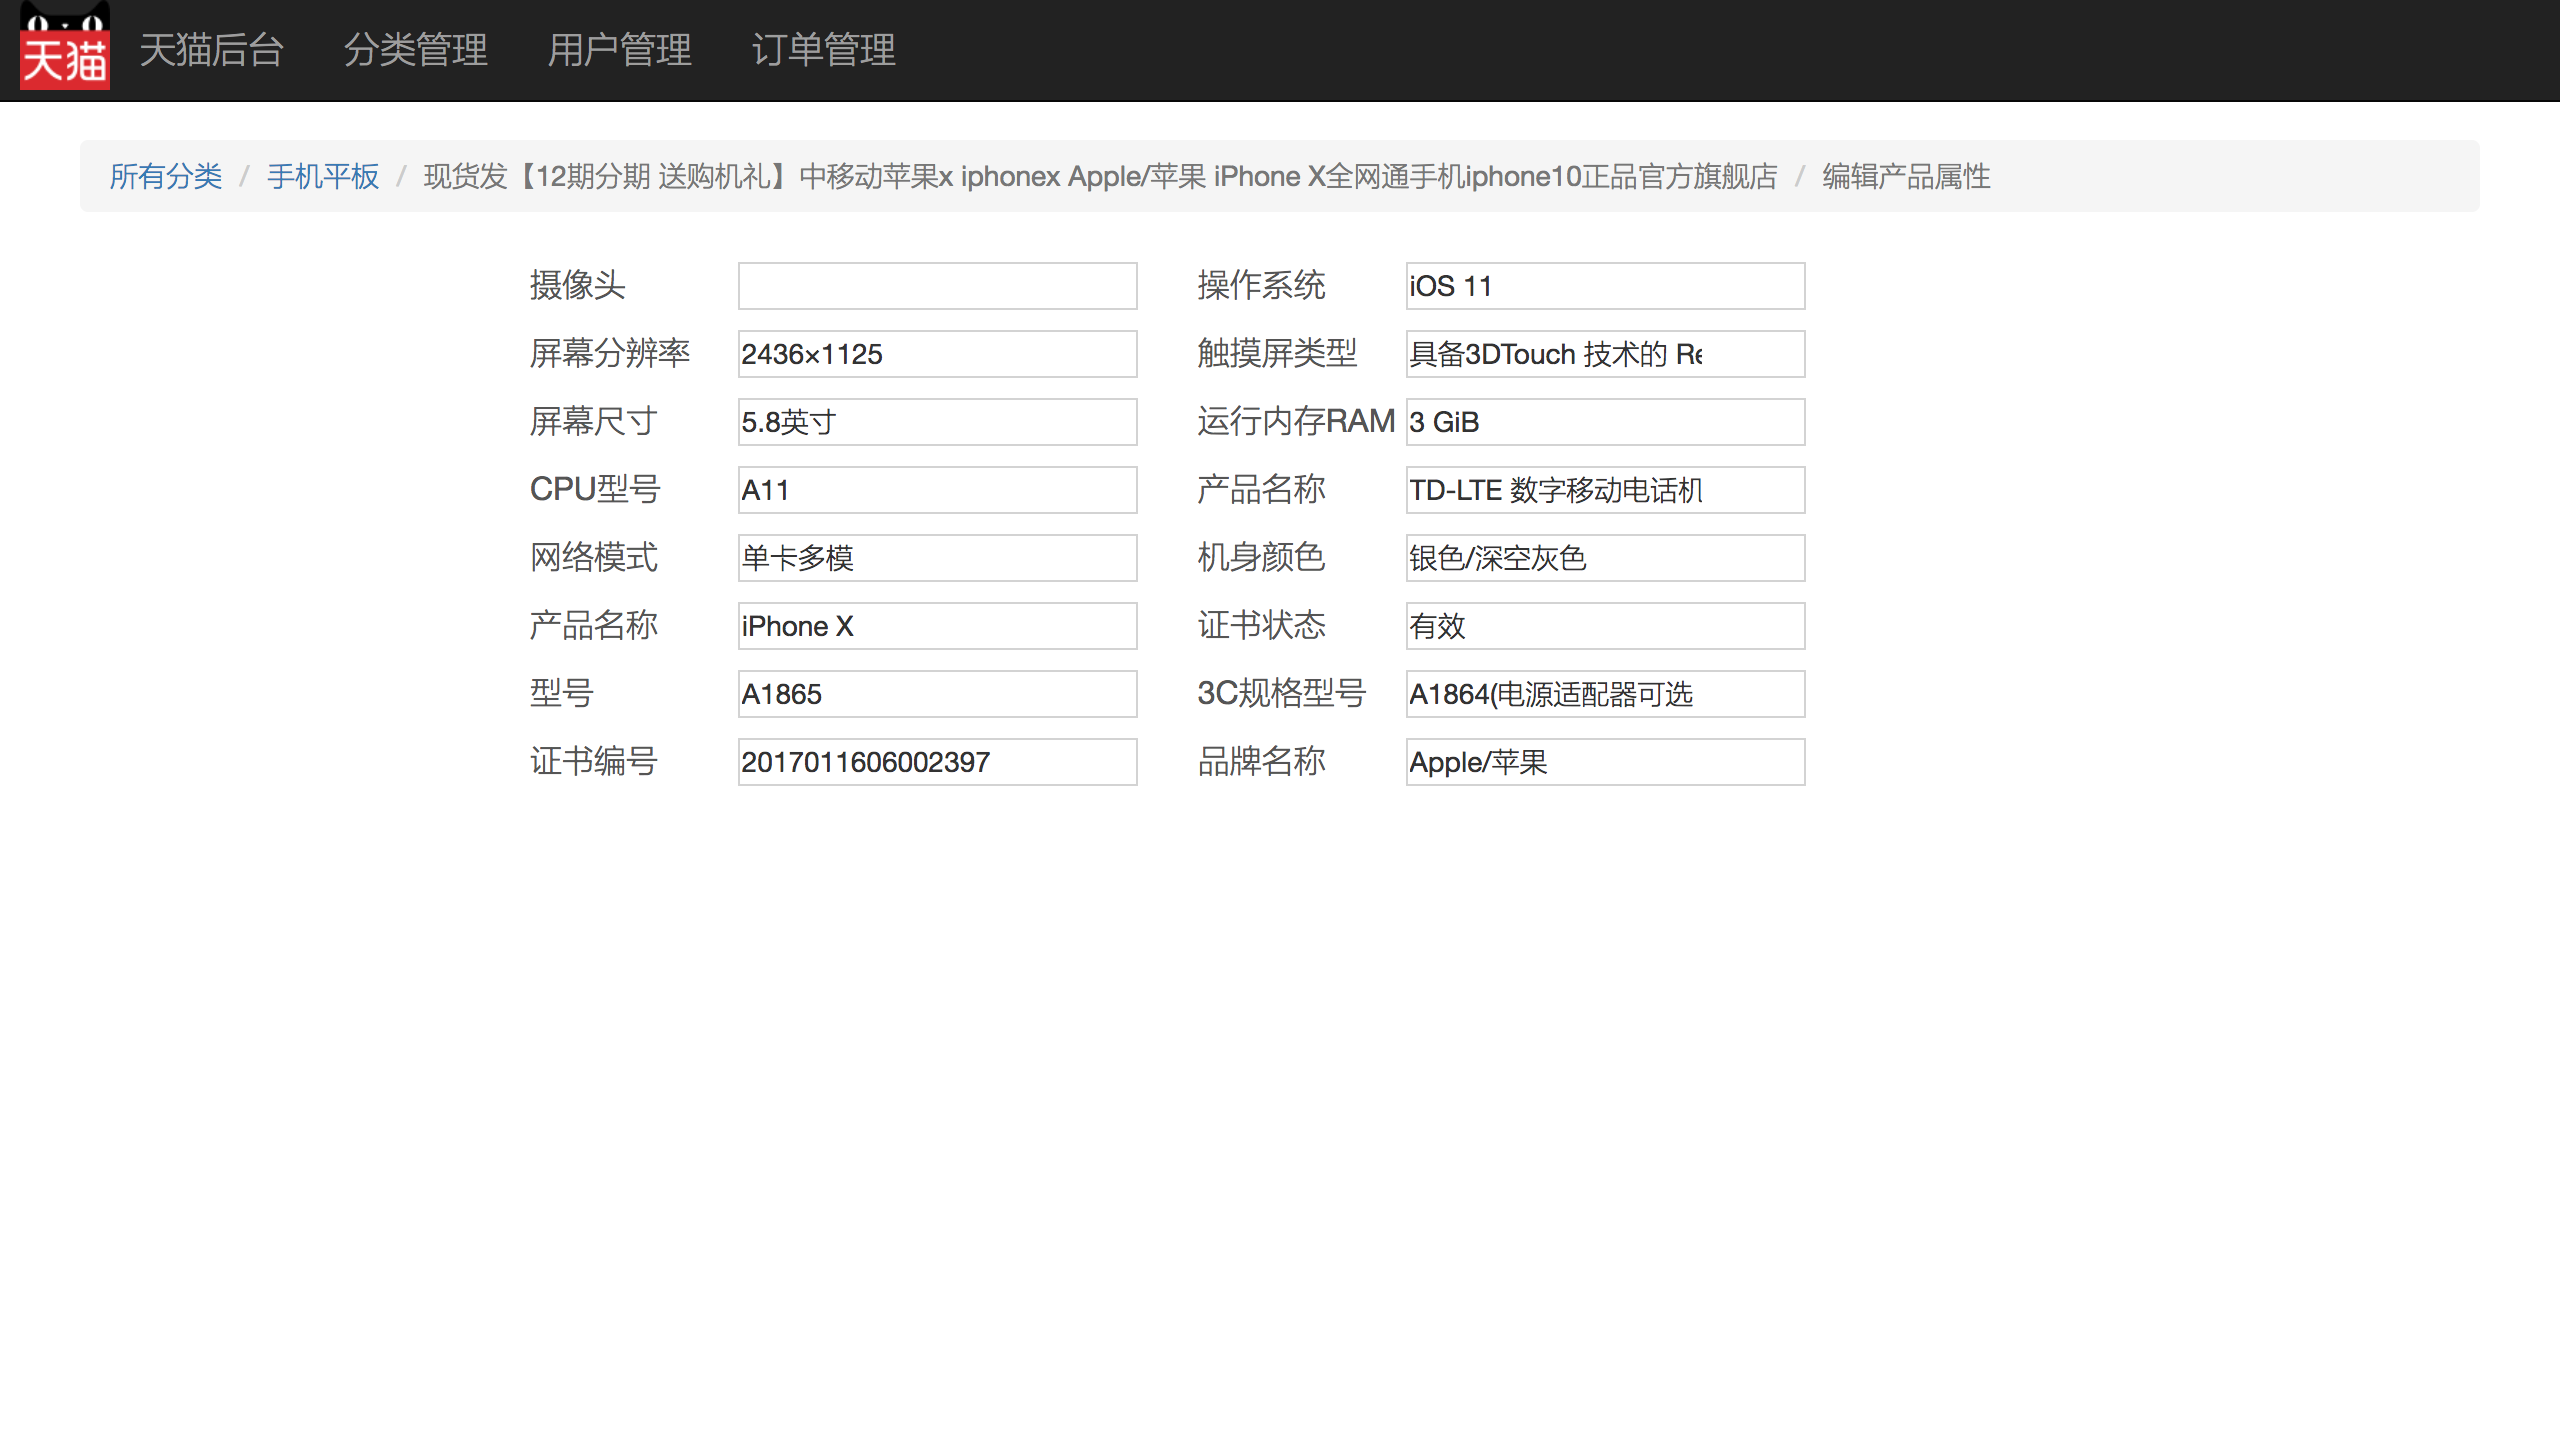 天猫 天猫后台 分类管理 用户管理 订单管理
所有分类 / 手机平板 / 现货发【12期分期 送购机礼】中移动苹果x iphonex Apple/苹果 iPhone X全网通手机iphone10正品官方旗舰店 / 编辑产品属性
摄像头 操作系统 iOS 11
屏幕分辨率 2436×1125 触摸屏类型 具备3DTouch 技术的 Re
屏幕尺寸 5.8英寸 运行内存RAM 3 GiB
CPU型号 A11 产品名称 TD-LTE 数字移动电话机
网络模式 单卡多模 机身颜色 银色/深空灰色
产品名称 iPhone X 证书状态 有效
型号 A1865 3C规格型号 A1864(电源适配器可选
证书编号 2017011606002397 品牌名称 Apple/苹果